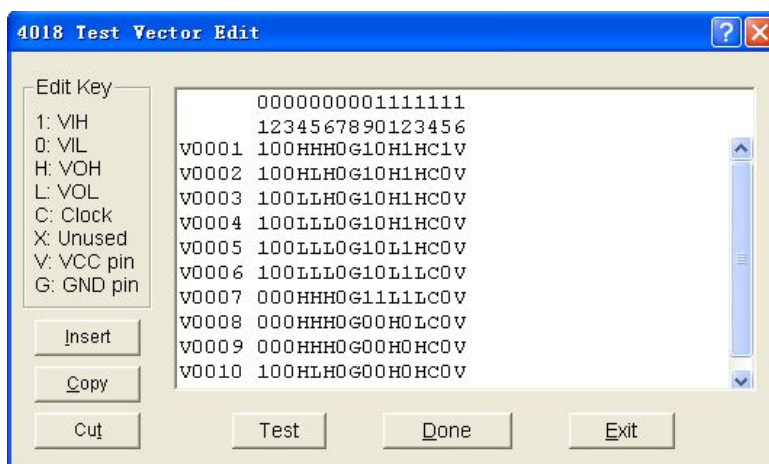 4018 Test Vector Edit
Edit Key
1: VIH
0: VIL
H: VOH
L: VOL
C: Clock
X: Unused
V: VCC pin
G: GND pin
Insert
Copy
Cut
0000000001111111
1234567890123456
V0001 100HHH0G10H1HC1V
V0002 100HLH0G10H1HC0V
V0003 100LLH0G10H1HC0V
V0004 100LLH0G10H1HC0V
V0005 100LLL0G10L1HC0V
V0006 100LLL0G10L1LC0V
V0007 000HHH0G11L1LC0V
V0008 000HHH0G00H0LC0V
V0009 000HHH0G00H0HC0V
V0010 100HLH0G00H0HC0V
Test
Done
Exit